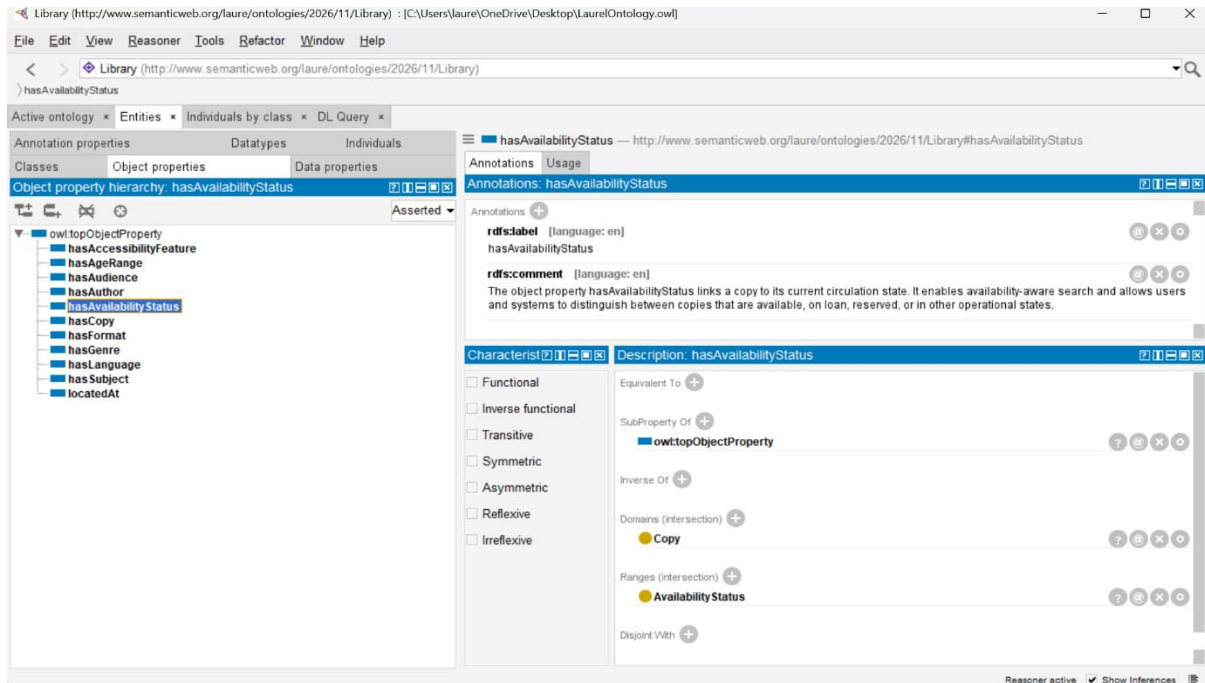 Library (http://www.semanticweb.org/laure/ontologies/2026/11/Library) : [C:\Users\laure\OneDrive\Desktop\LaurelOntology.owl]
File Edit View Reasoner Tools Refactor Window Help
Library (http://www.semanticweb.org/laure/ontologies/2026/11/Library)
hasAvailabilityStatus
Active ontology × Entities × Individuals by class × DL Query ×
Annotation properties Datatypes Individuals
Classes Object properties Data properties
Object property hierarchy: hasAvailabilityStatus
Asserted
owl:topObjectProperty
hasAccessibilityFeature
hasAgeRange
hasAudience
hasAuthor
hasAvailabilityStatus
hasCopy
hasFormat
hasGenre
hasLanguage
hasSubject
locatedAt
hasAvailabilityStatus — http://www.semanticweb.org/laure/ontologies/2026/11/Library#hasAvailabilityStatus
Annotations Usage
Annotations: hasAvailabilityStatus
Annotations
rdfs:label [language: en]
hasAvailabilityStatus
rdfs:comment [language: en]
The object property hasAvailabilityStatus links a copy to its current circulation state. It enables availability-aware search and allows users
and systems to distinguish between copies that are available, on loan, reserved, or in other operational states.
Characterist
Functional
Inverse functional
Transitive
Symmetric
Asymmetric
Reflexive
Irreflexive
Description: hasAvailabilityStatus
Equivalent To
SubProperty Of
owl:topObjectProperty
Inverse Of
Domains (intersection)
Copy
Ranges (intersection)
AvailabilityStatus
Disjoint With
Reasoner active Show Inferences